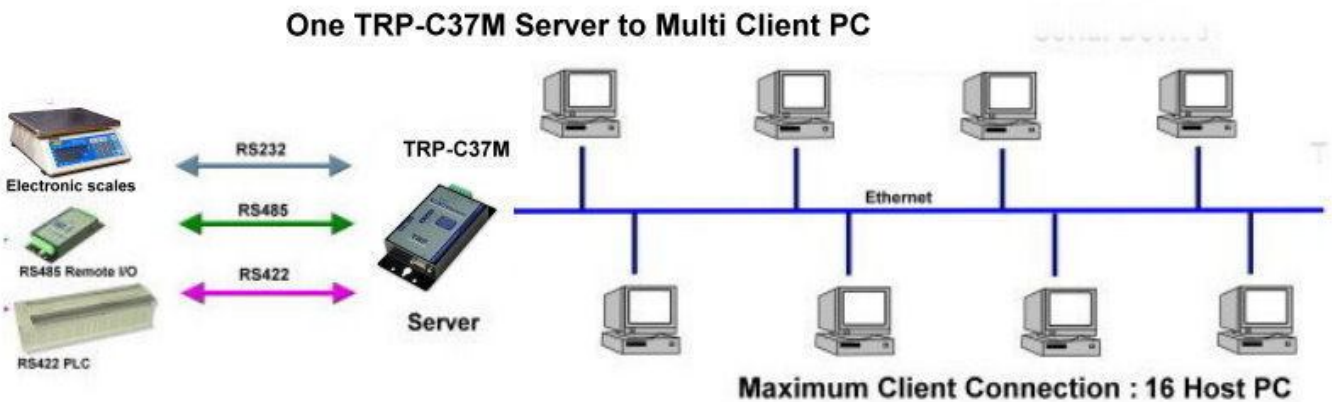 One TRP-C37M Server to Multi Client PC
RS232
TRP-C37M
Electronic scales
Ethernet
RS485
TRP
RS485 Remote I/O
RS422
Server
RS422 PLC
Maximum Client Connection : 16 Host PC